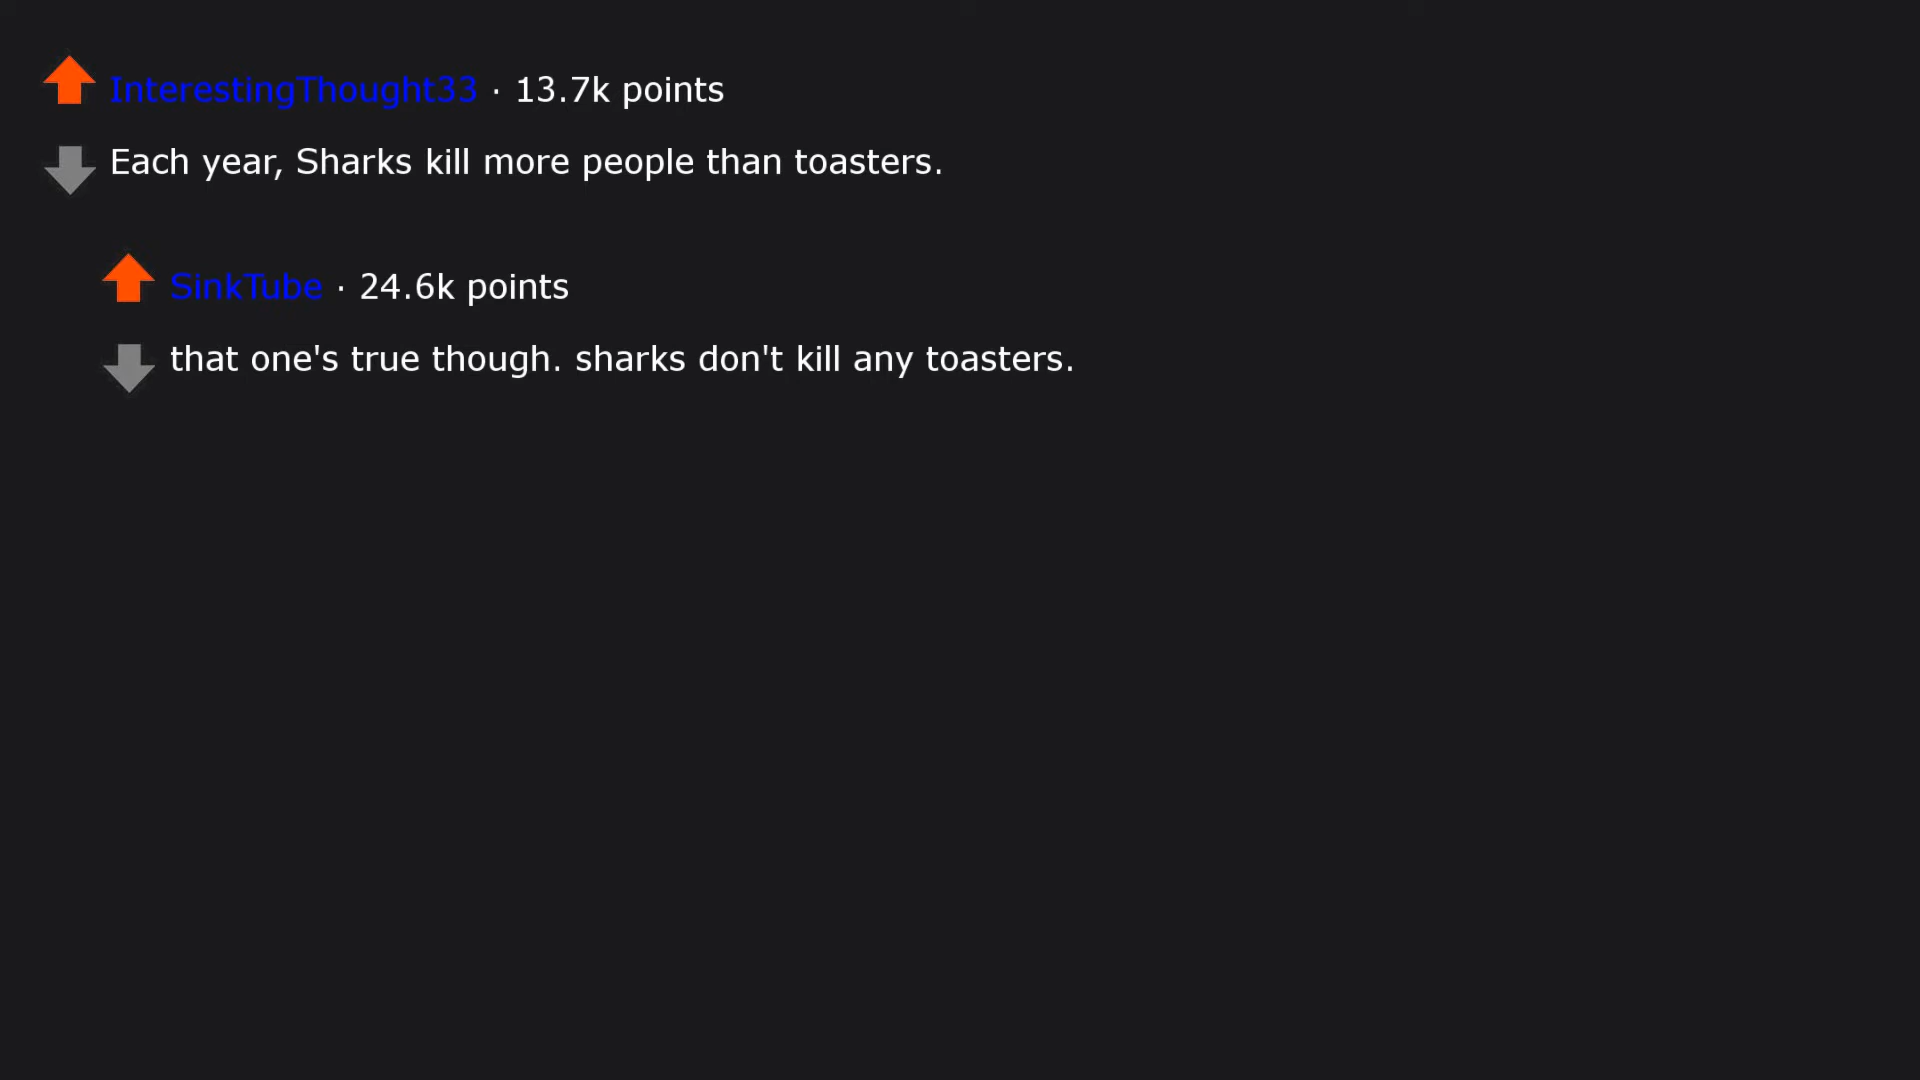 InterestingThought33 · 13.7k points
Each year, Sharks kill more people than toasters.
SinkTube · 24.6k points
that one's true though. sharks don't kill any toasters.